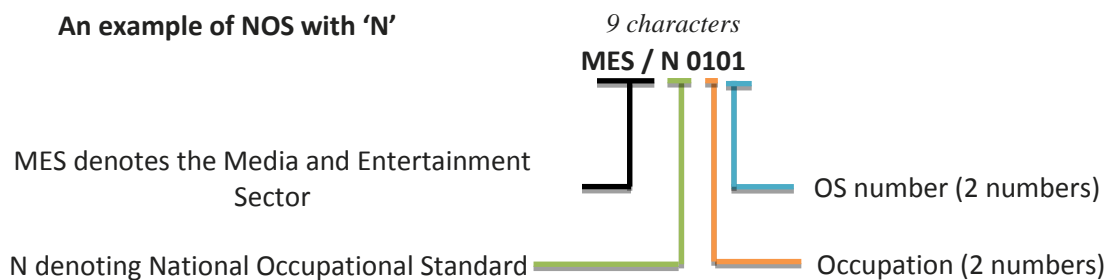 An example of NOS with ‘N’
9 characters
MES / N 0101
MES denotes the Media and Entertainment
Sector
OS number (2 numbers)
N denoting National Occupational Standard
Occupation (2 numbers)